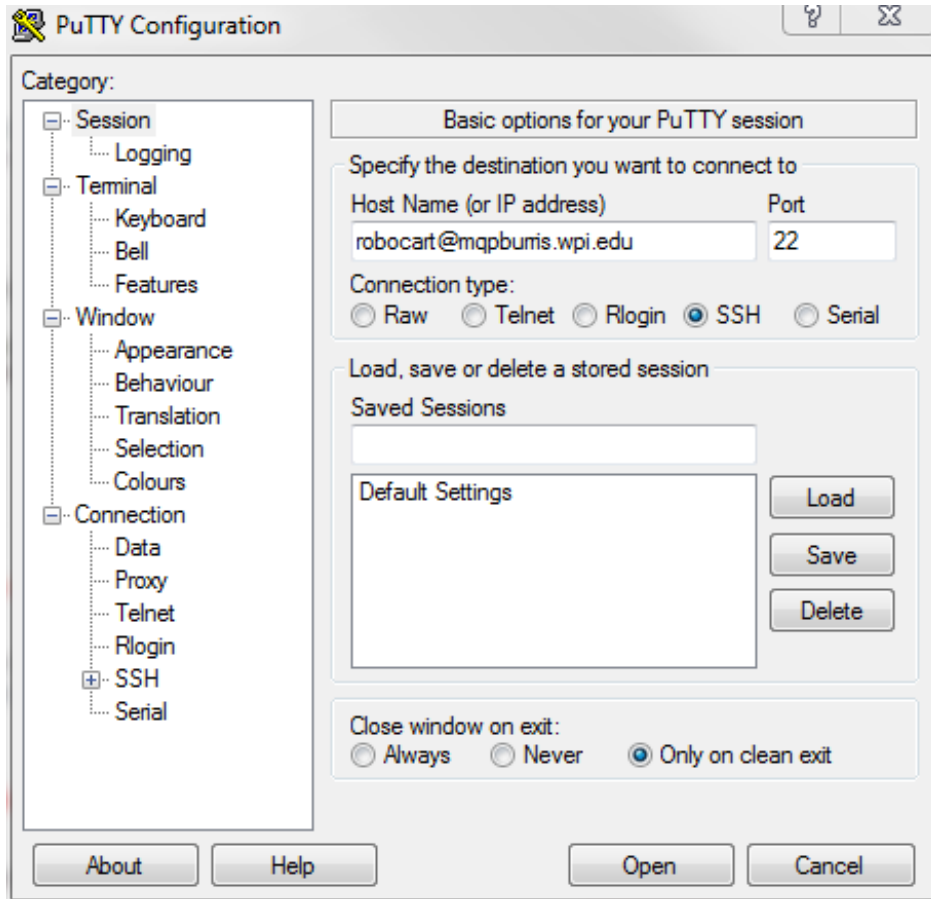 PuTTY Configuration
Category:
Session
Logging
Terminal
Keyboard
Bell
Features
Window
Appearance
Behaviour
Translation
Selection
Colours
Connection
Data
Proxy
Telnet
Rlogin
SSH
Serial
Basic options for your PuTTY session
Specify the destination you want to connect to
Host Name (or IP address) Port
robocart@mqpburris.wpi.edu 22
Connection type:
Raw Telnet Rlogin SSH Serial
Load, save or delete a stored session
Saved Sessions
Default Settings
Load
Save
Delete
Close window on exit:
Always Never Only on clean exit
About Help Open Cancel